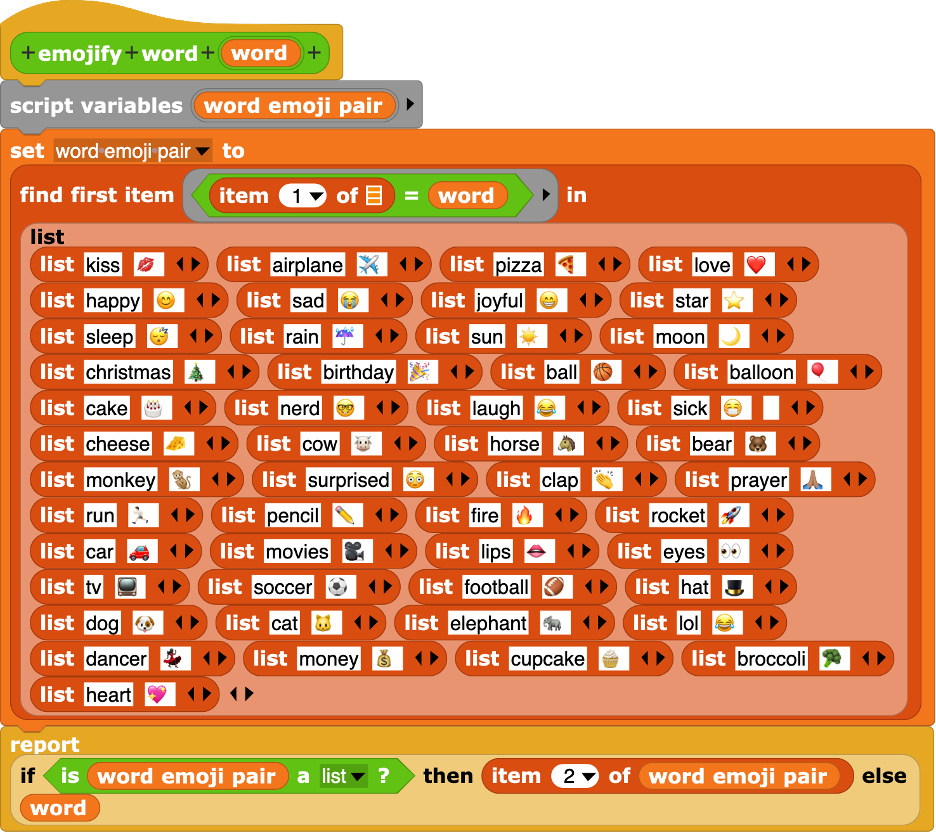 + emojify + word + word +
script variables word emoji pair
set word emoji pair to
find first item item 1 of = word in
list
list kiss 💋 list airplane ✈️ list pizza 🍕 list love ❤️
list happy 😊 list sad 😭 list joyful 😁 list star ⭐
list sleep 😴 list rain ☔ list sun ☀️ list moon 🌙
list christmas 🎄 list birthday 🎉 list ball 🏀 list balloon 🎈
list cake 🎂 list nerd 🤓 list laugh 😂 list sick 😷
list cheese 🧀 list cow 🐮 list horse 🐴 list bear 🐻
list monkey 🐒 list surprised 😳 list clap 👏 list prayer 🙏🏽
list run 🏃🏻 list pencil ✏️ list fire 🔥 list rocket 🚀
list car 🚗 list movies 🎥 list lips 👄 list eyes 👀
list tv 📺 list soccer ⚽ list football 🏈 list hat 🎩
list dog 🐶 list cat 🐱 list elephant 🐘 list lol 😂
list dancer 💃 list money 💰 list cupcake 🧁 list broccoli 🥦
list heart 💖
report
if is word emoji pair a list ? then item 2 of word emoji pair else
word